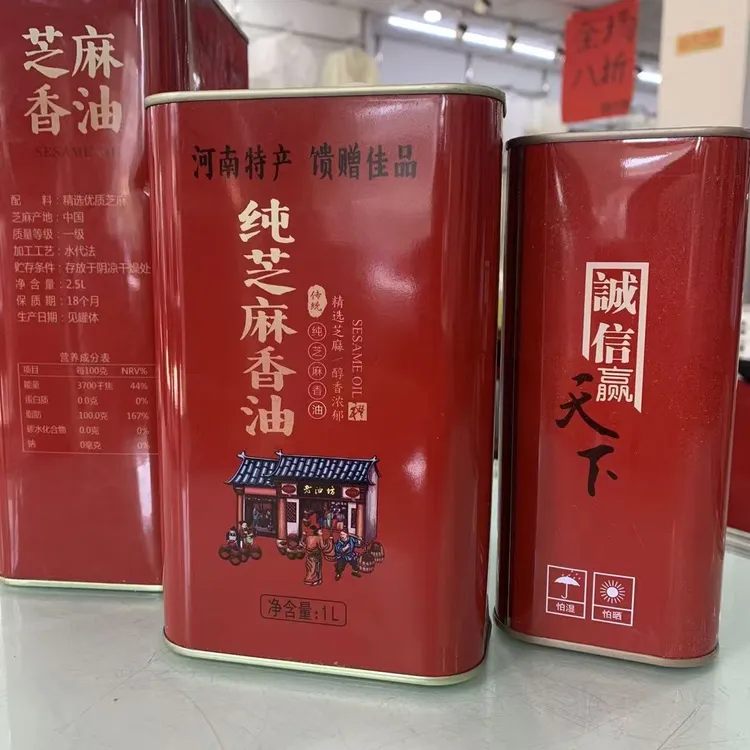 芝麻
香油
SESAME OIL
配 料：精选优质芝麻
芝麻产地：中国
质量等级：一级
加工工艺：水代法
贮存条件：存放于阴凉干燥处
净含量：2.5L
保质期：18个月
生产日期：见罐体
营养成分表
项目 每100克 NRV%
能量 3700千焦 44%
蛋白质 0.0克 0%
脂肪 100.0克 167%
碳水化合物 0.0克 0%
钠 0毫克 0%
河南特产 馈赠佳品
纯芝麻香油
传统
纯芝麻香油
精选芝麻 醇香浓郁
SESAME OIL
老油坊
净含量:1L
誠信赢
天下
怕湿
怕晒
八折